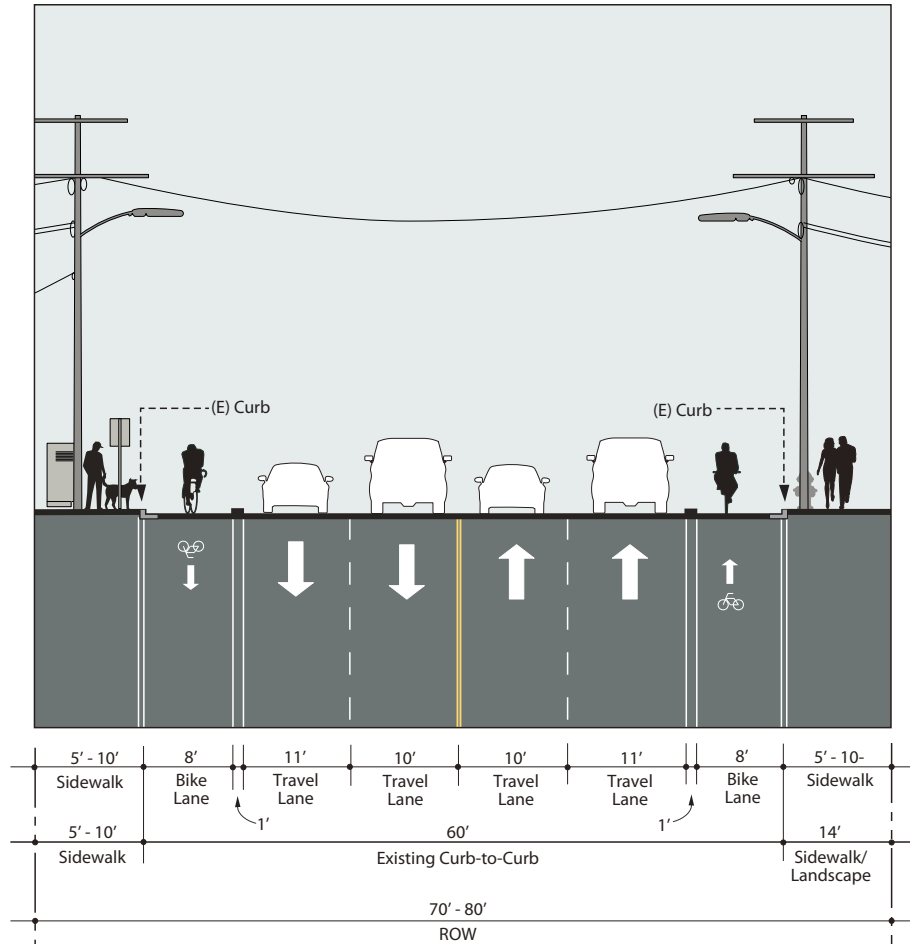 (E) Curb
(E) Curb
5' - 10'
8'
11'
10'
10'
11'
8'
5' - 10-
Sidewalk
Bike
Lane
Travel
Lane
Travel
Lane
Travel
Lane
Travel
Lane
Bike
Lane
Sidewalk
1'
1'
5' - 10'
60'
14'
Sidewalk
Existing Curb-to-Curb
Sidewalk/
Landscape
70' - 80'
ROW